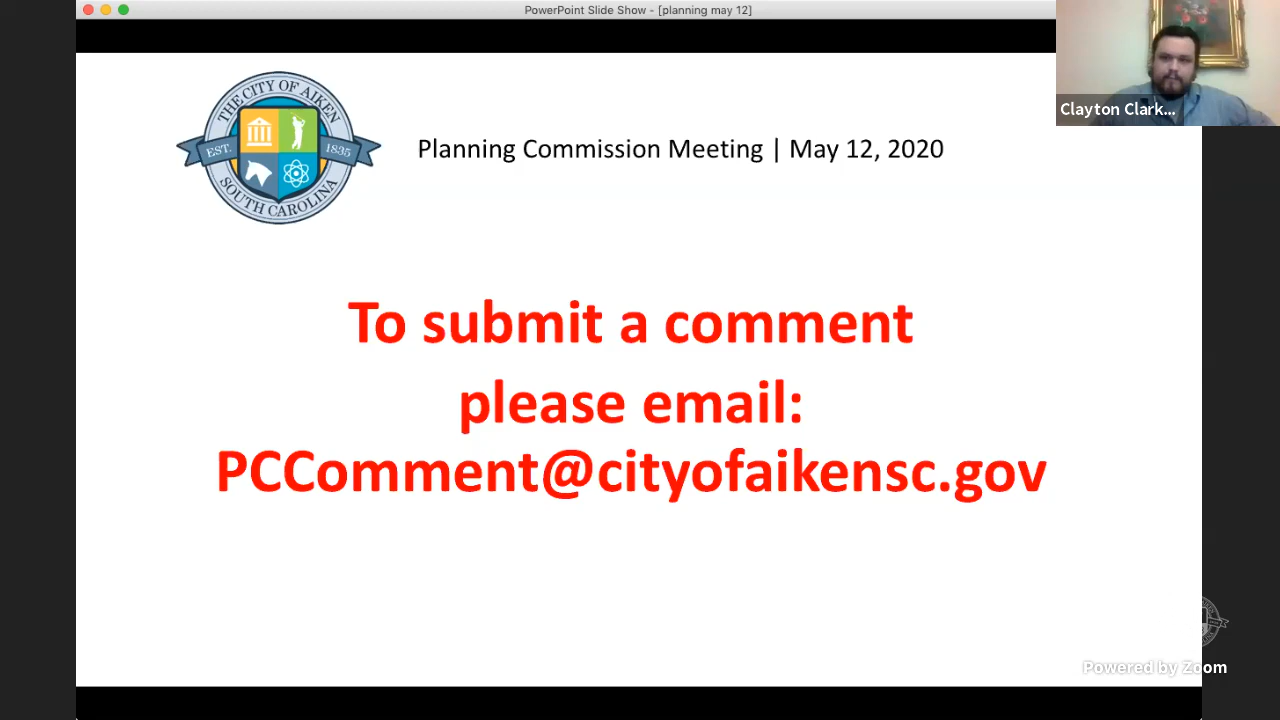 PowerPoint Slide Show - [planning may 12]
Clayton Clark...
THE CITY OF AIKEN
EST. 1835
SOUTH CAROLINA
Planning Commission Meeting | May 12, 2020
To submit a comment
please email:
PCComment@cityofaikensc.gov
Powered by Zoom